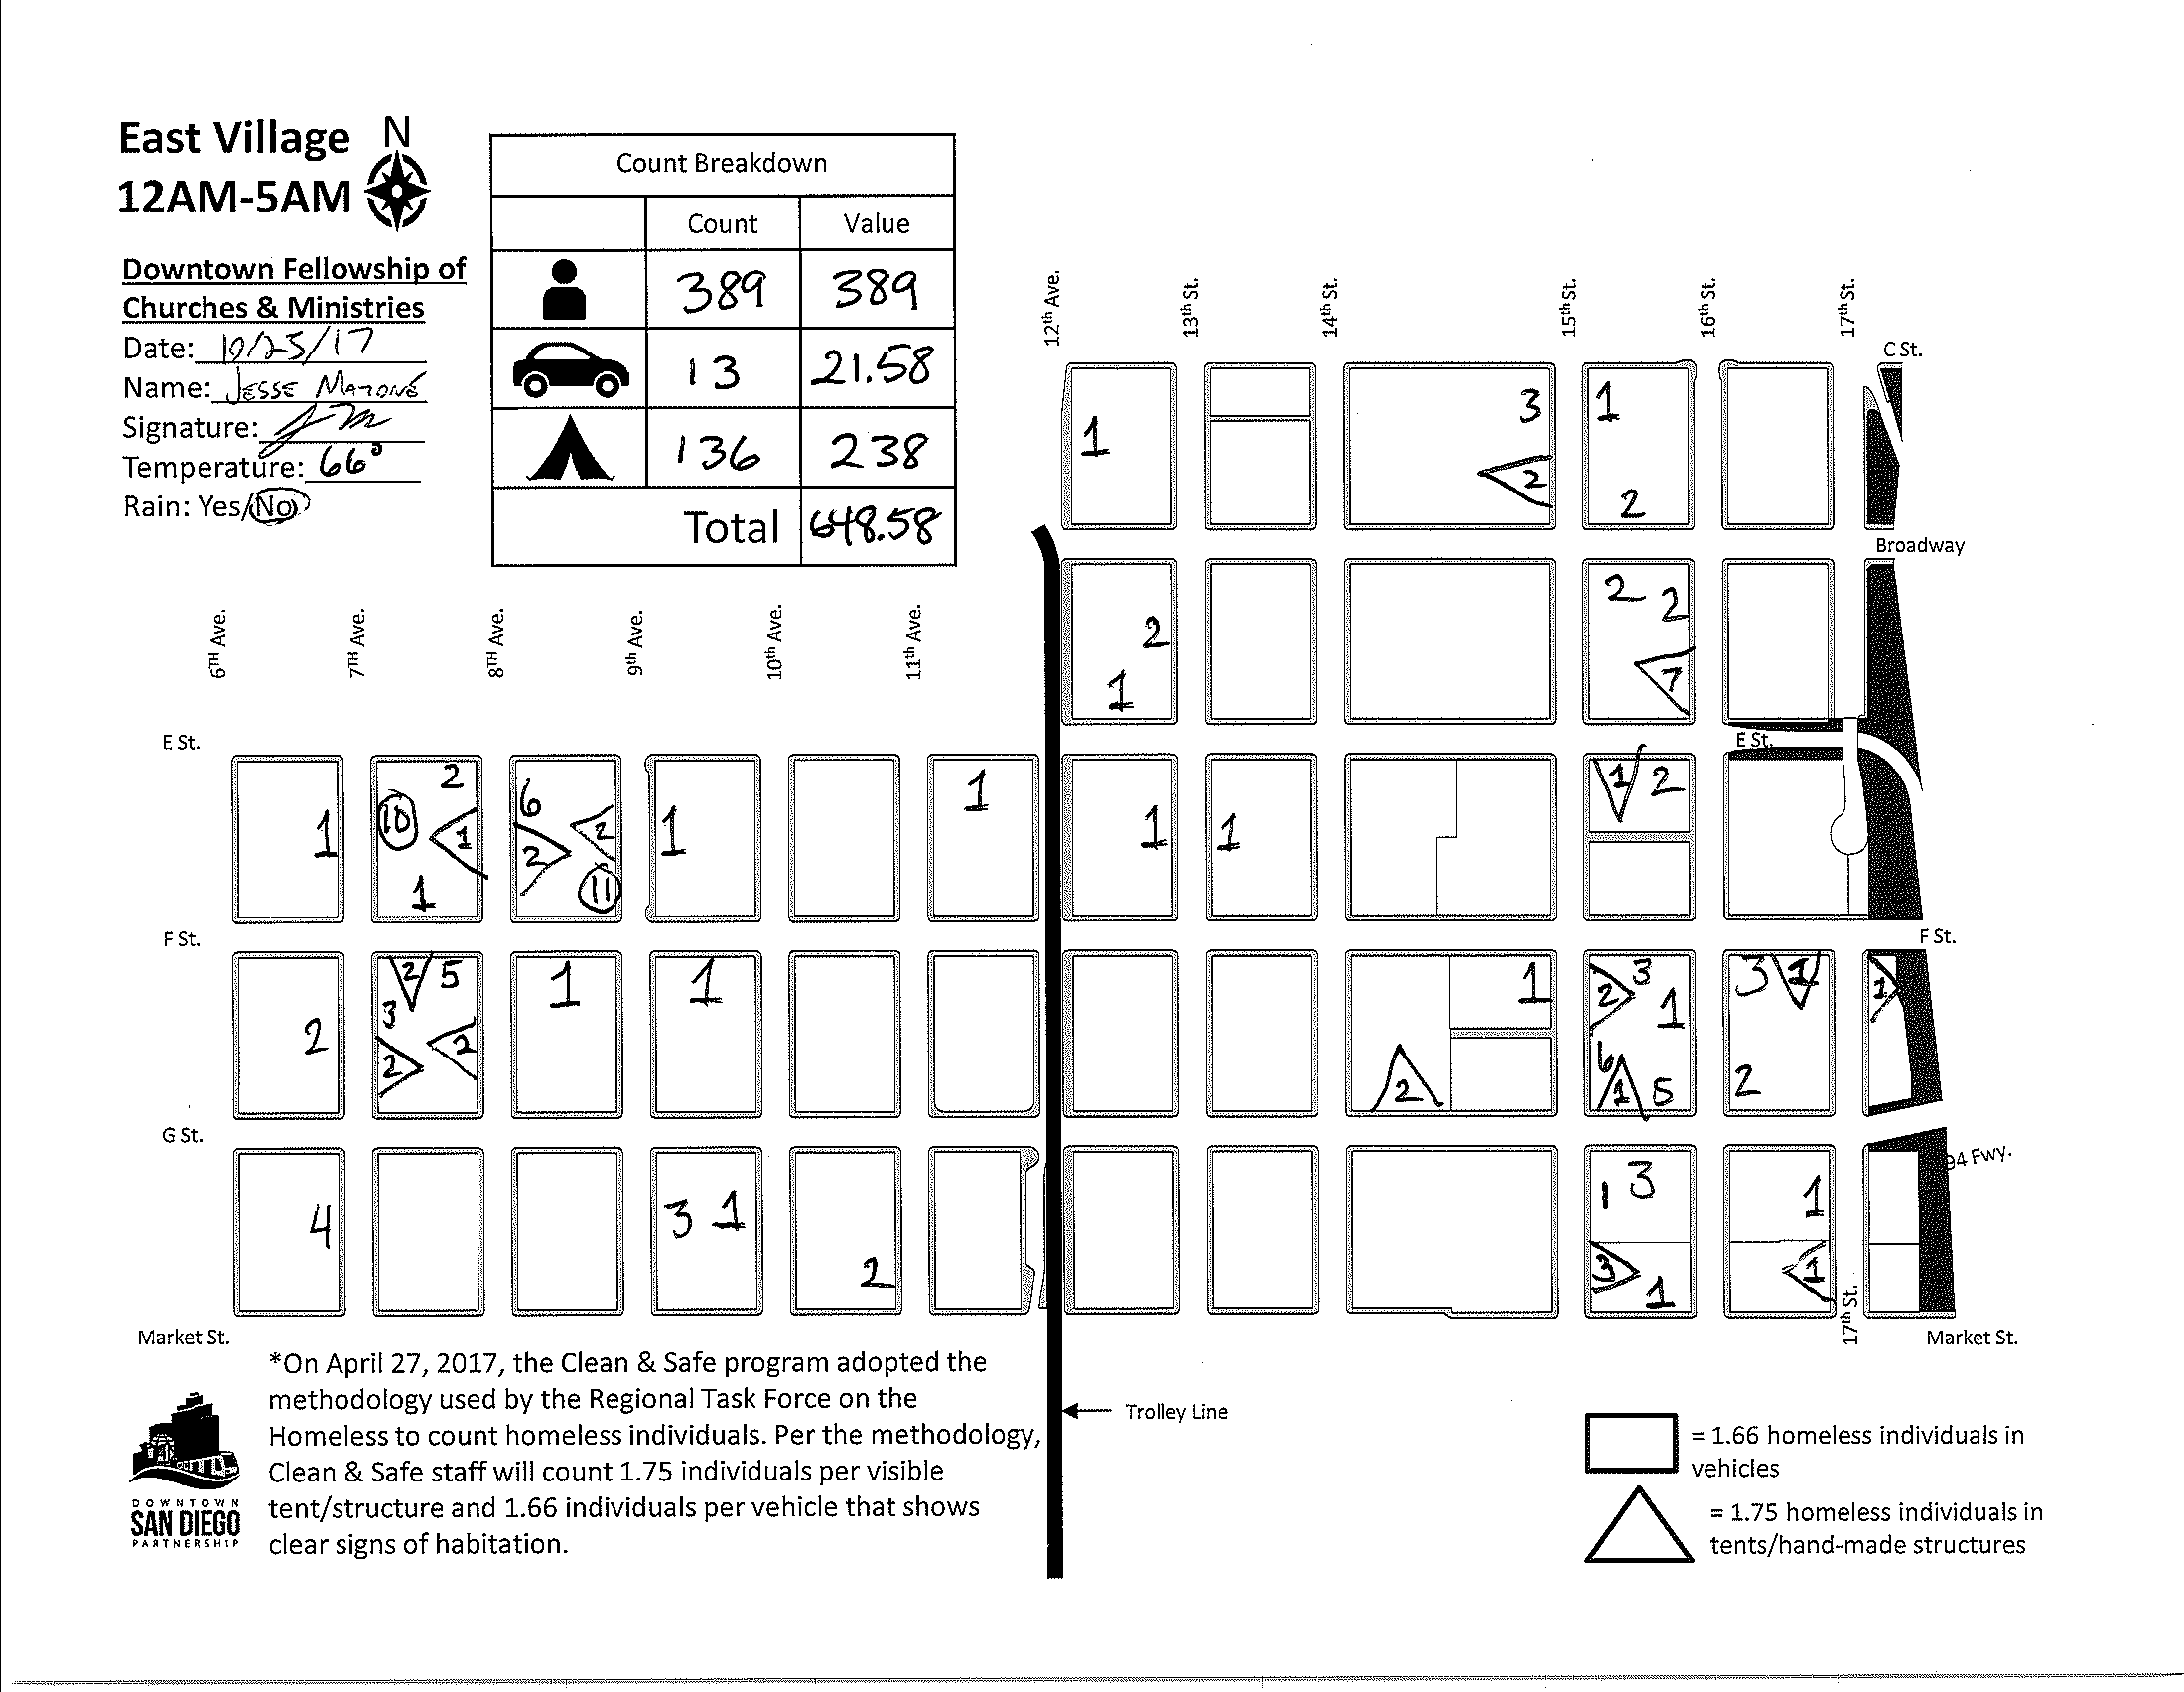 East Village N
12AM-5AM
Downtown Fellowship of
Churches & Ministries
Date: 10/25/17
Name: JESSE
Signature:
Temperature: 66°
Rain: Yes/No
Count Breakdown
Count Value
389 389
13 21.58
136 238
Total 648.58
12th Ave.
13th St.
14th St.
15th St.
16th St.
17th St.
C St.
1
3
2
1
2
Broadway
2
1
2
2
7
6TH Ave.
7TH Ave.
8TH Ave.
9th Ave.
10th Ave.
11th Ave.
E St.
E St.
1
10
2
1
1
6
2
2
11
1
1
1
1
1
2
F St.
F St.
2
2
5
3
2
2
1
1
1
2
2
3
1
6
1
5
3
1
2
1
G St.
94 Fwy.
4
3 1
2
1 3
3
1
1
1
17th St.
Market St.
Market St.
*On April 27, 2017, the Clean & Safe program adopted the
methodology used by the Regional Task Force on the
Homeless to count homeless individuals. Per the methodology,
Clean & Safe staff will count 1.75 individuals per visible
tent/structure and 1.66 individuals per vehicle that shows
clear signs of habitation.
DOWNTOWN
SAN DIEGO
PARTNERSHIP
Trolley Line
= 1.66 homeless individuals in
vehicles
= 1.75 homeless individuals in
tents/hand-made structures